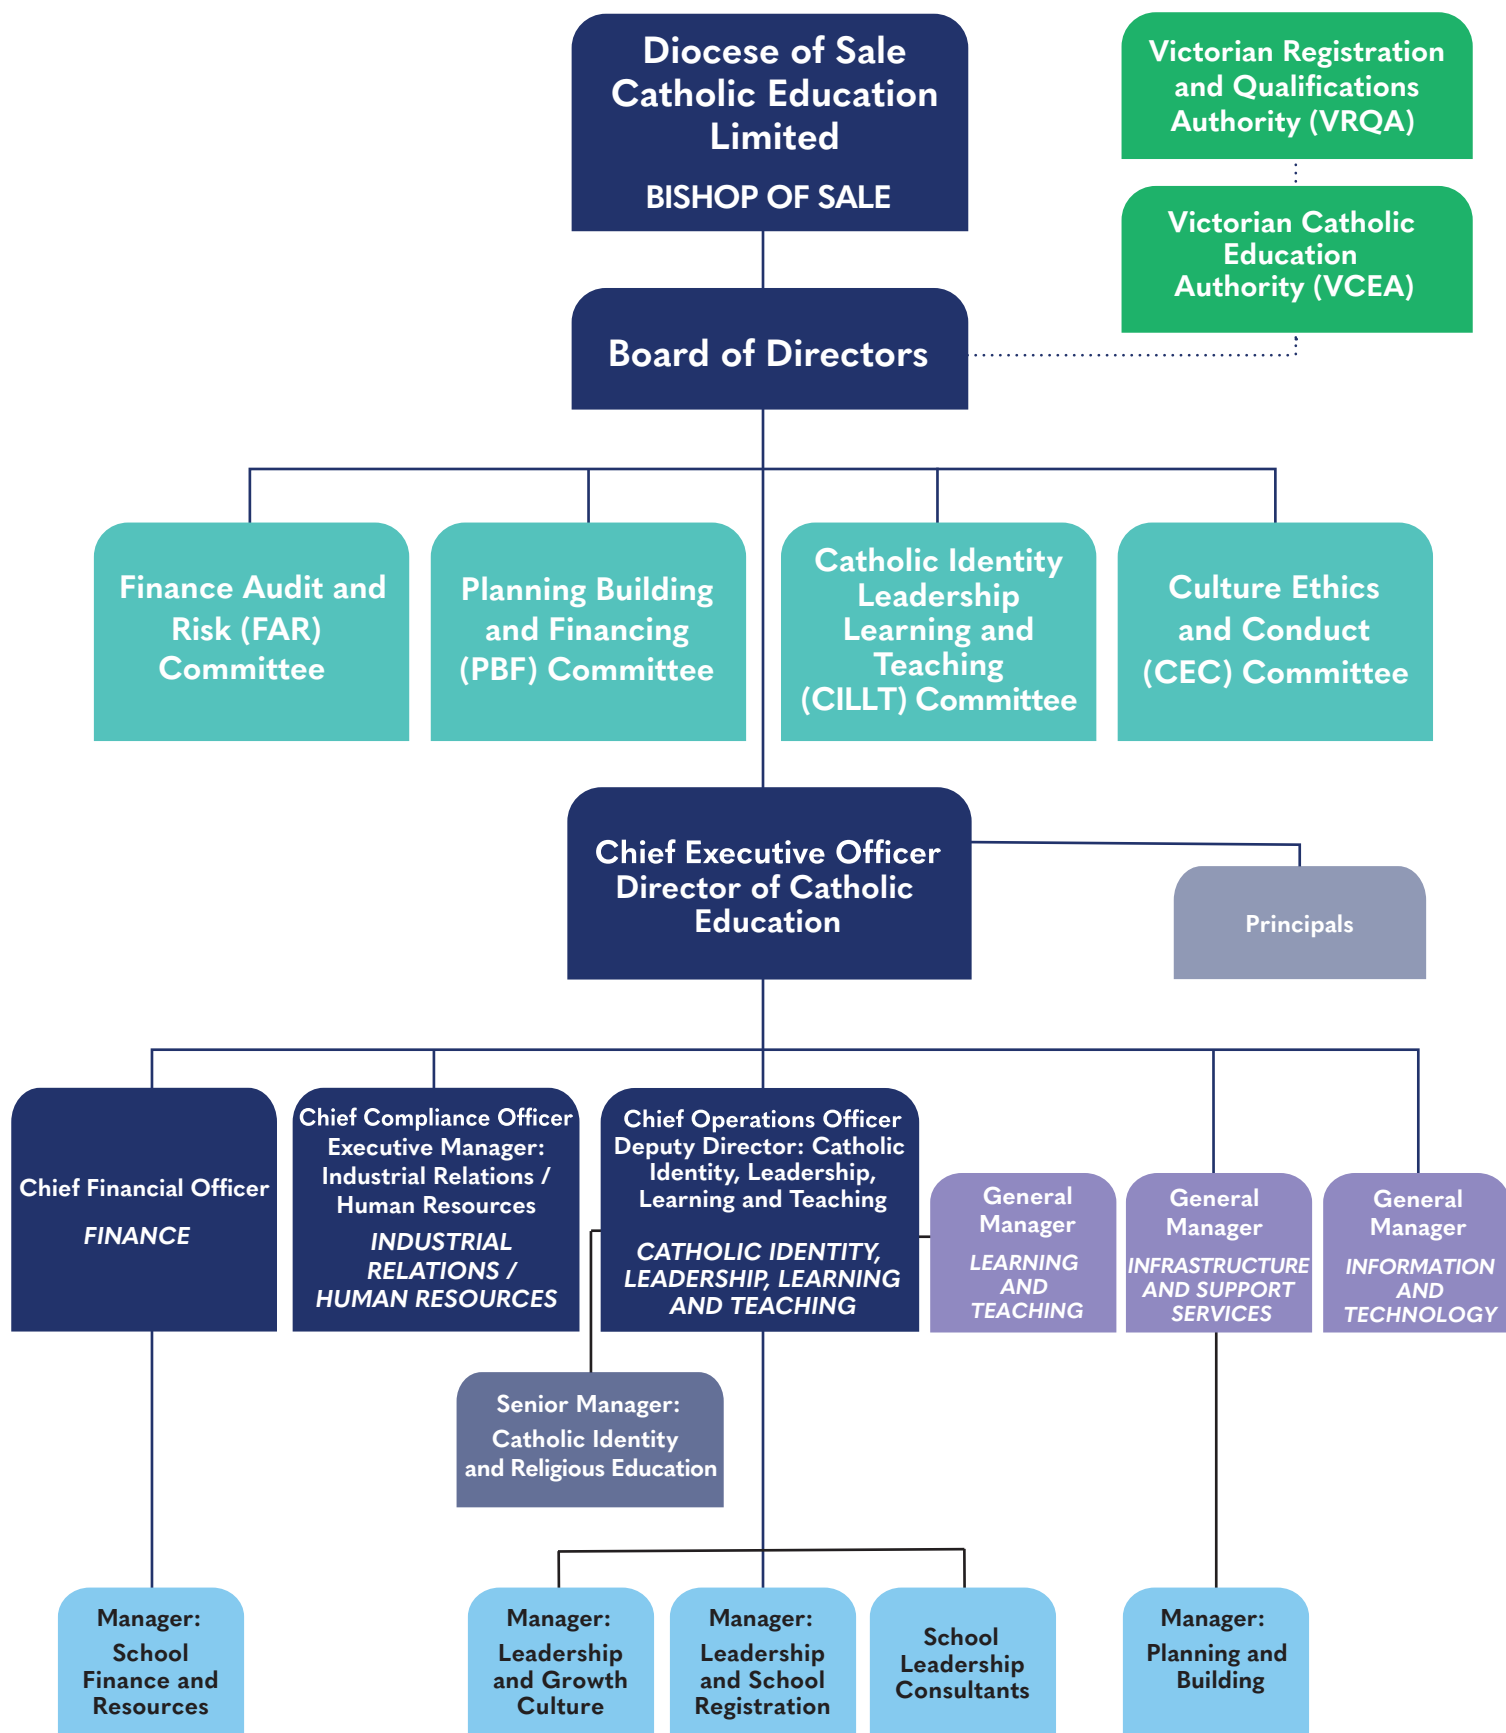 Diocese of Sale
Catholic Education
Limited
BISHOP OF SALE
Victorian Registration
and Qualifications
Authority (VRQA)
Victorian Catholic
Education
Authority (VCEA)
Board of Directors
Finance Audit and
Risk (FAR)
Committee
Planning Building
and Financing
(PBF) Committee
Catholic Identity
Leadership
Learning and
Teaching
(CILLT) Committee
Culture Ethics
and Conduct
(CEC) Committee
Chief Executive Officer
Director of Catholic
Education
Principals
Chief Financial Officer
FINANCE
Chief Compliance Officer
Executive Manager:
Industrial Relations /
Human Resources
INDUSTRIAL
RELATIONS /
HUMAN RESOURCES
Chief Operations Officer
Deputy Director: Catholic
Identity, Leadership,
Learning and Teaching
CATHOLIC IDENTITY,
LEADERSHIP, LEARNING
AND TEACHING
General
Manager
LEARNING
AND
TEACHING
General
Manager
INFRASTRUCTURE
AND SUPPORT
SERVICES
General
Manager
INFORMATION
AND
TECHNOLOGY
Senior Manager:
Catholic Identity
and Religious Education
Manager:
School
Finance and
Resources
Manager:
Leadership
and Growth
Culture
Manager:
Leadership
and School
Registration
School
Leadership
Consultants
Manager:
Planning and
Building